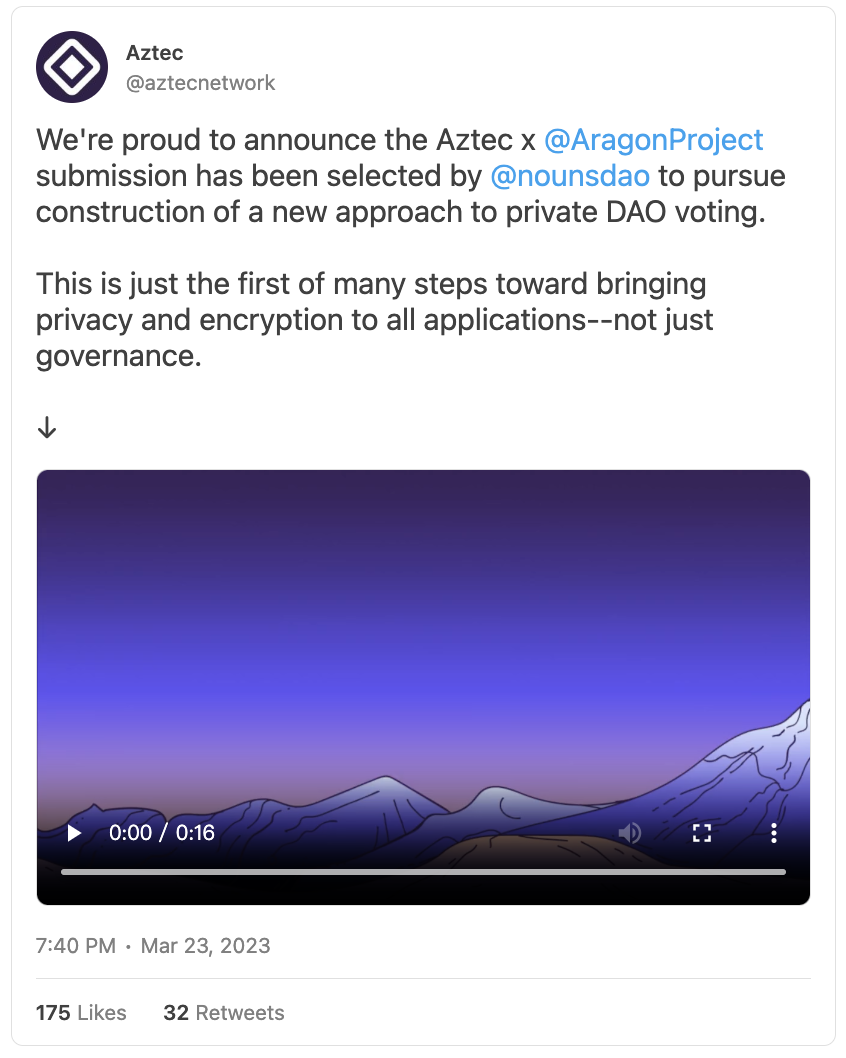 Aztec
@aztecnetwork
We're proud to announce the Aztec x @AragonProject
submission has been selected by @nounsdao to pursue
construction of a new approach to private DAO voting.
This is just the first of many steps toward bringing
privacy and encryption to all applications--not just
governance.
↓
0:00 / 0:16
7:40 PM · Mar 23, 2023
175 Likes 32 Retweets